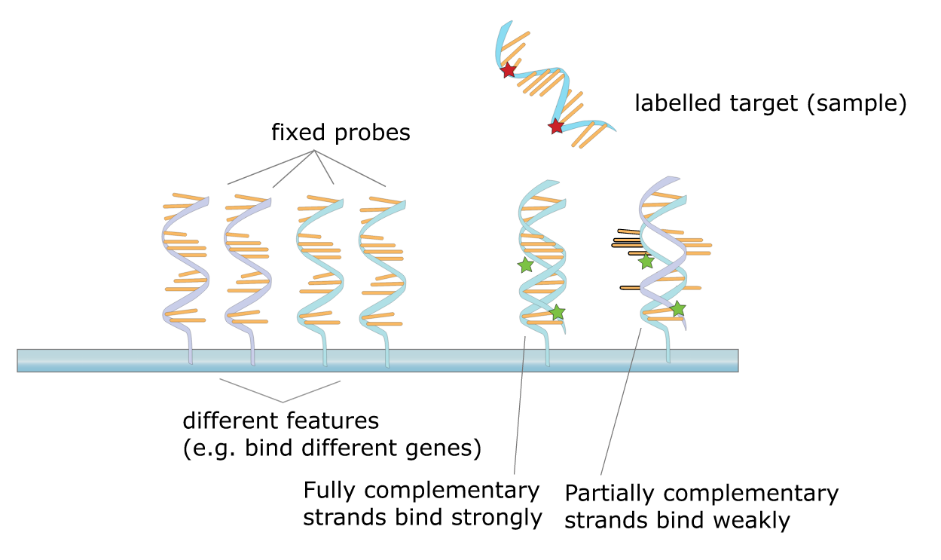 labelled target (sample)
fixed probes
different features
(e.g. bind different genes)
Fully complementary
strands bind strongly
Partially complementary
strands bind weakly